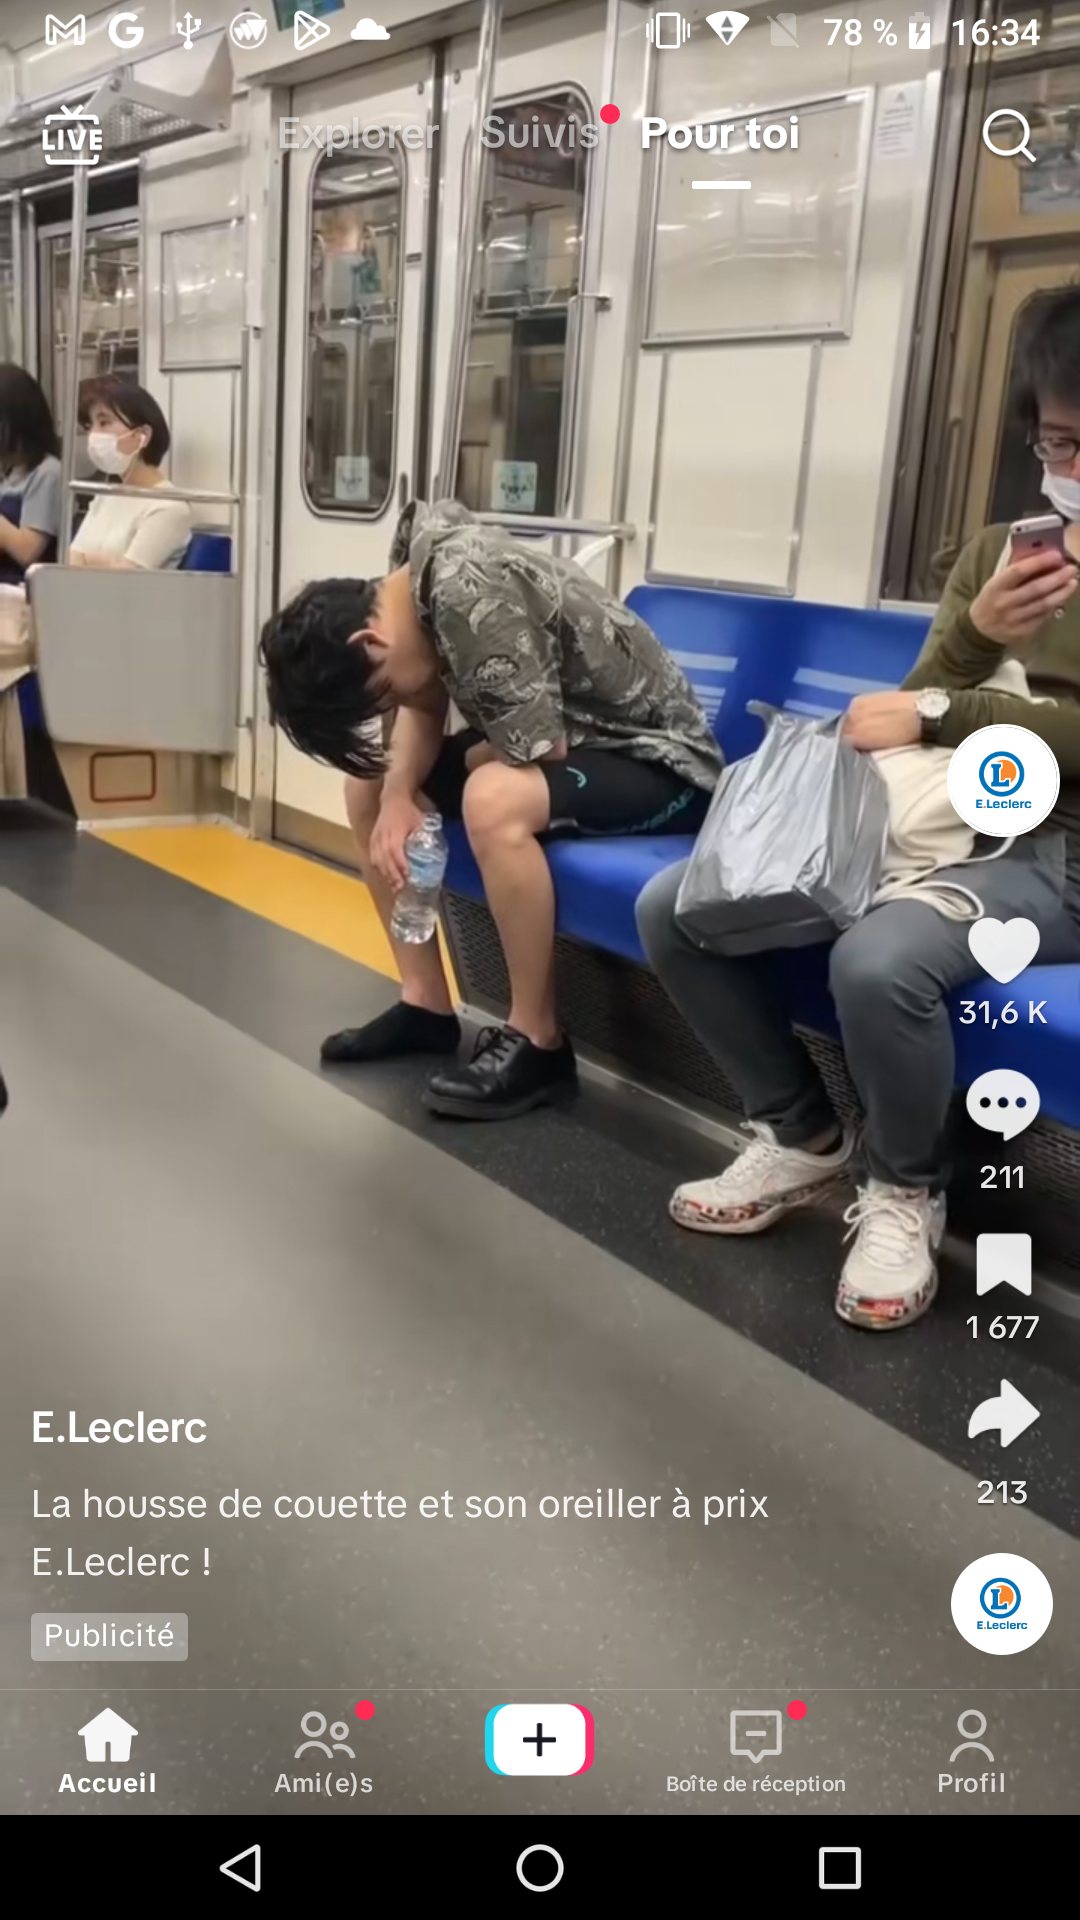 78 % 16:34
LIVE Explorer Suivis Pour toi
E.Leclerc
31,6 K
211
1 677
213
E.Leclerc
La housse de couette et son oreiller à prix
E.Leclerc !
Publicité
E.Leclerc
Accueil Ami(e)s Boîte de réception Profil